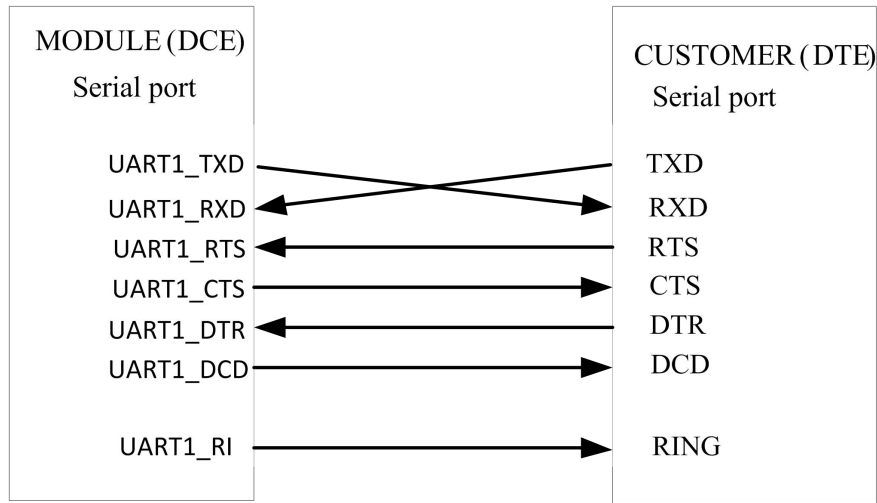 MODULE (DCE)
Serial port
UART1_TXD
UART1_RXD
UART1_RTS
UART1_CTS
UART1_DTR
UART1_DCD
UART1_RI
CUSTOMER ( DTE)
Serial port
TXD
RXD
RTS
CTS
DTR
DCD
RING